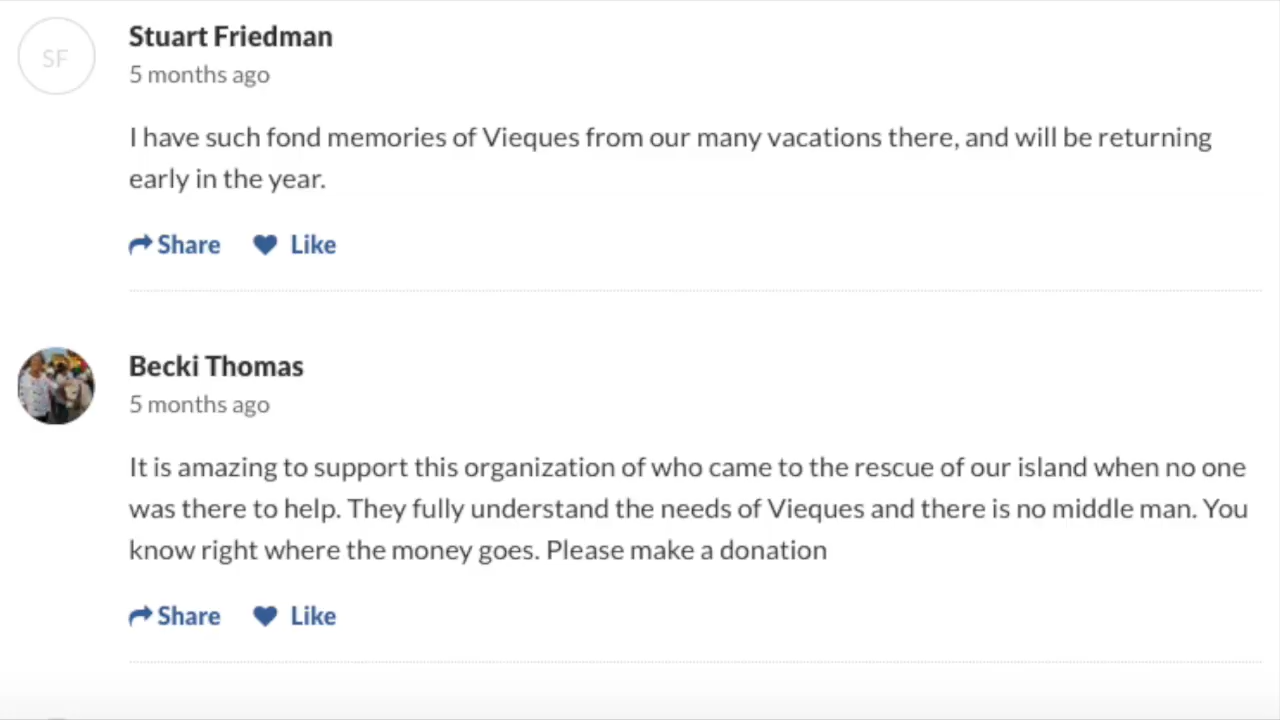 SF
Stuart Friedman
5 months ago
I have such fond memories of Vieques from our many vacations there, and will be returning
early in the year.
Share Like
Becki Thomas
5 months ago
It is amazing to support this organization of who came to the rescue of our island when no one
was there to help. They fully understand the needs of Vieques and there is no middle man. You
know right where the money goes. Please make a donation
Share Like